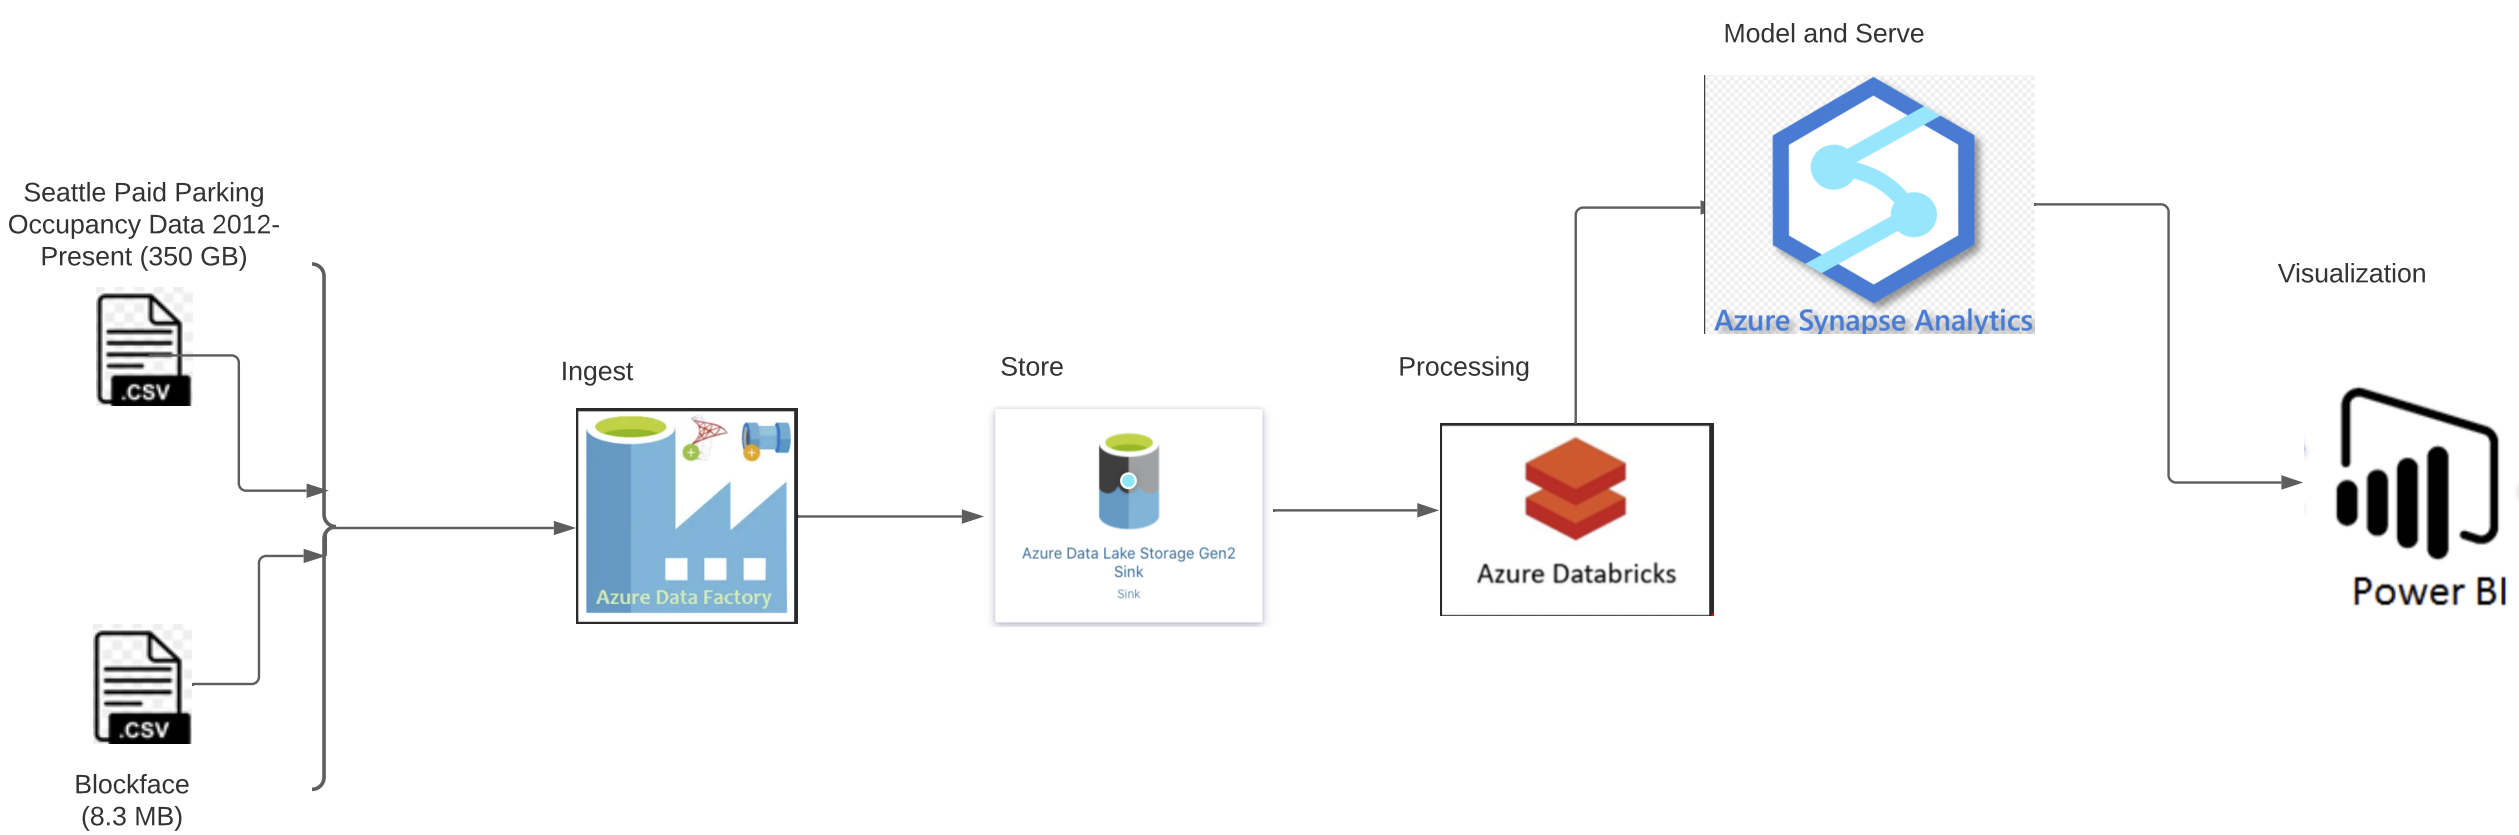 Model and Serve
Azure Synapse Analytics
Seattle Paid Parking
Occupancy Data 2012-
Present (350 GB)
.CSV
Blockface
(8.3 MB)
.CSV
Ingest
Azure Data Factory
Store
Azure Data Lake Storage Gen2
Sink
Sink
Processing
Azure Databricks
Visualization
Power BI